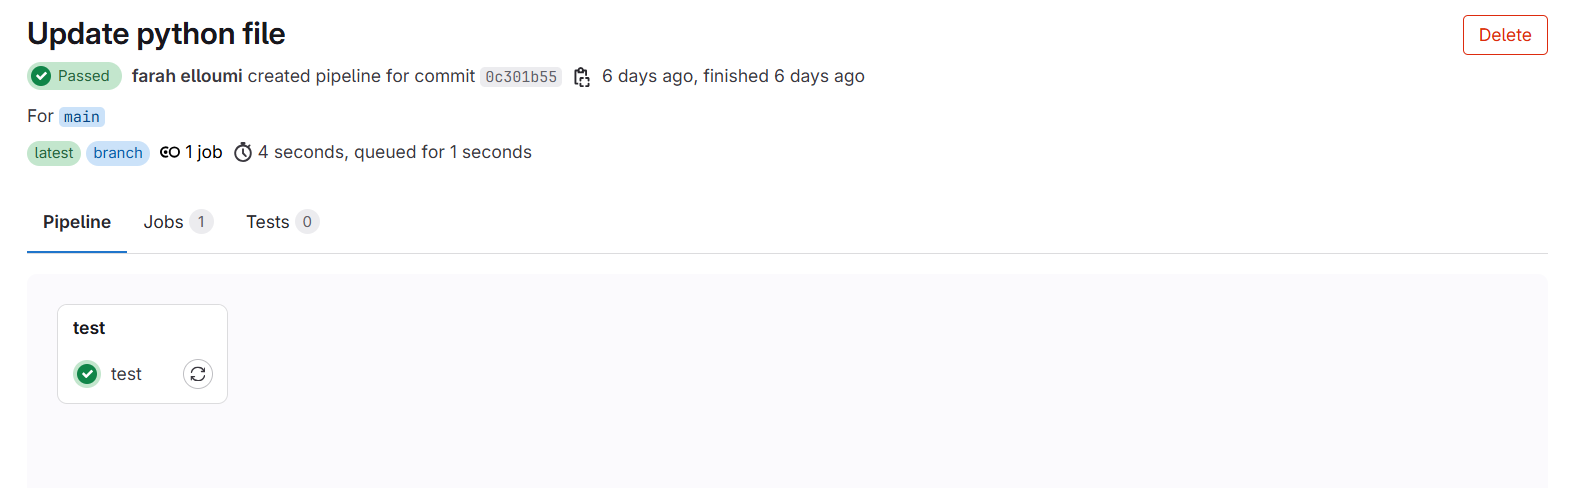 Update python file
Delete
Passed farah elloumi created pipeline for commit 0c301b55 6 days ago, finished 6 days ago
For main
latest branch 1 job 4 seconds, queued for 1 seconds
Pipeline Jobs 1 Tests 0
test
test